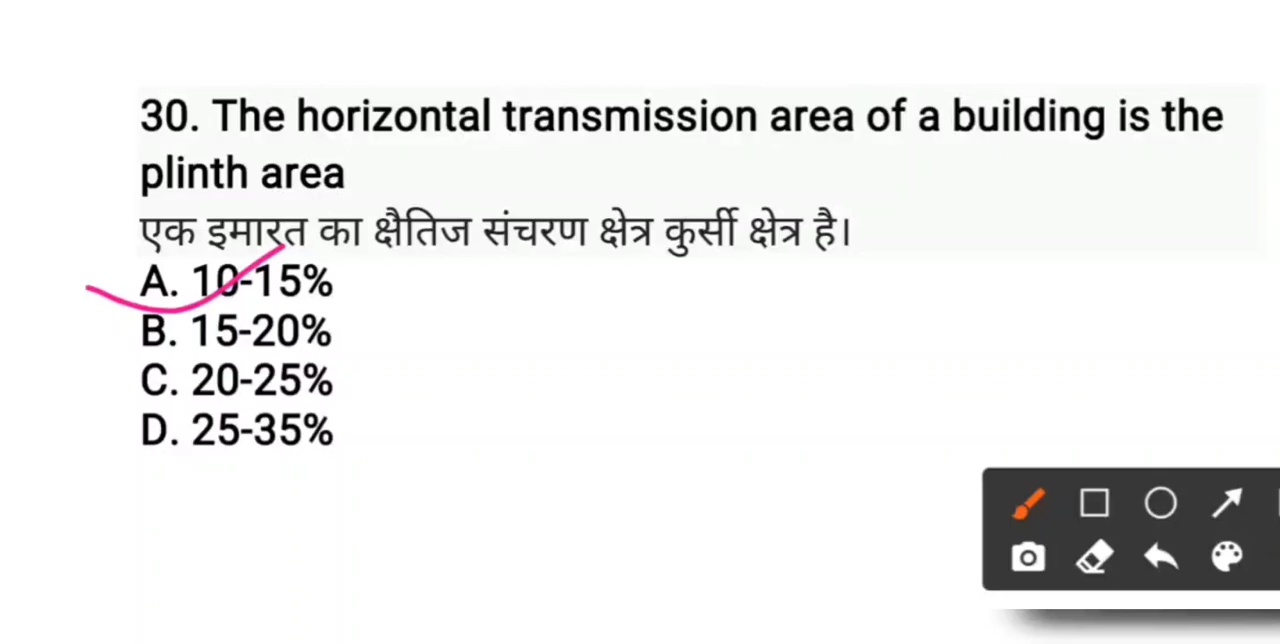 30. The horizontal transmission area of a building is the
plinth area
एक इमारत का क्षैतिज संचरण क्षेत्र कुर्सी क्षेत्र है।
A. 10-15%
B. 15-20%
C. 20-25%
D. 25-35%